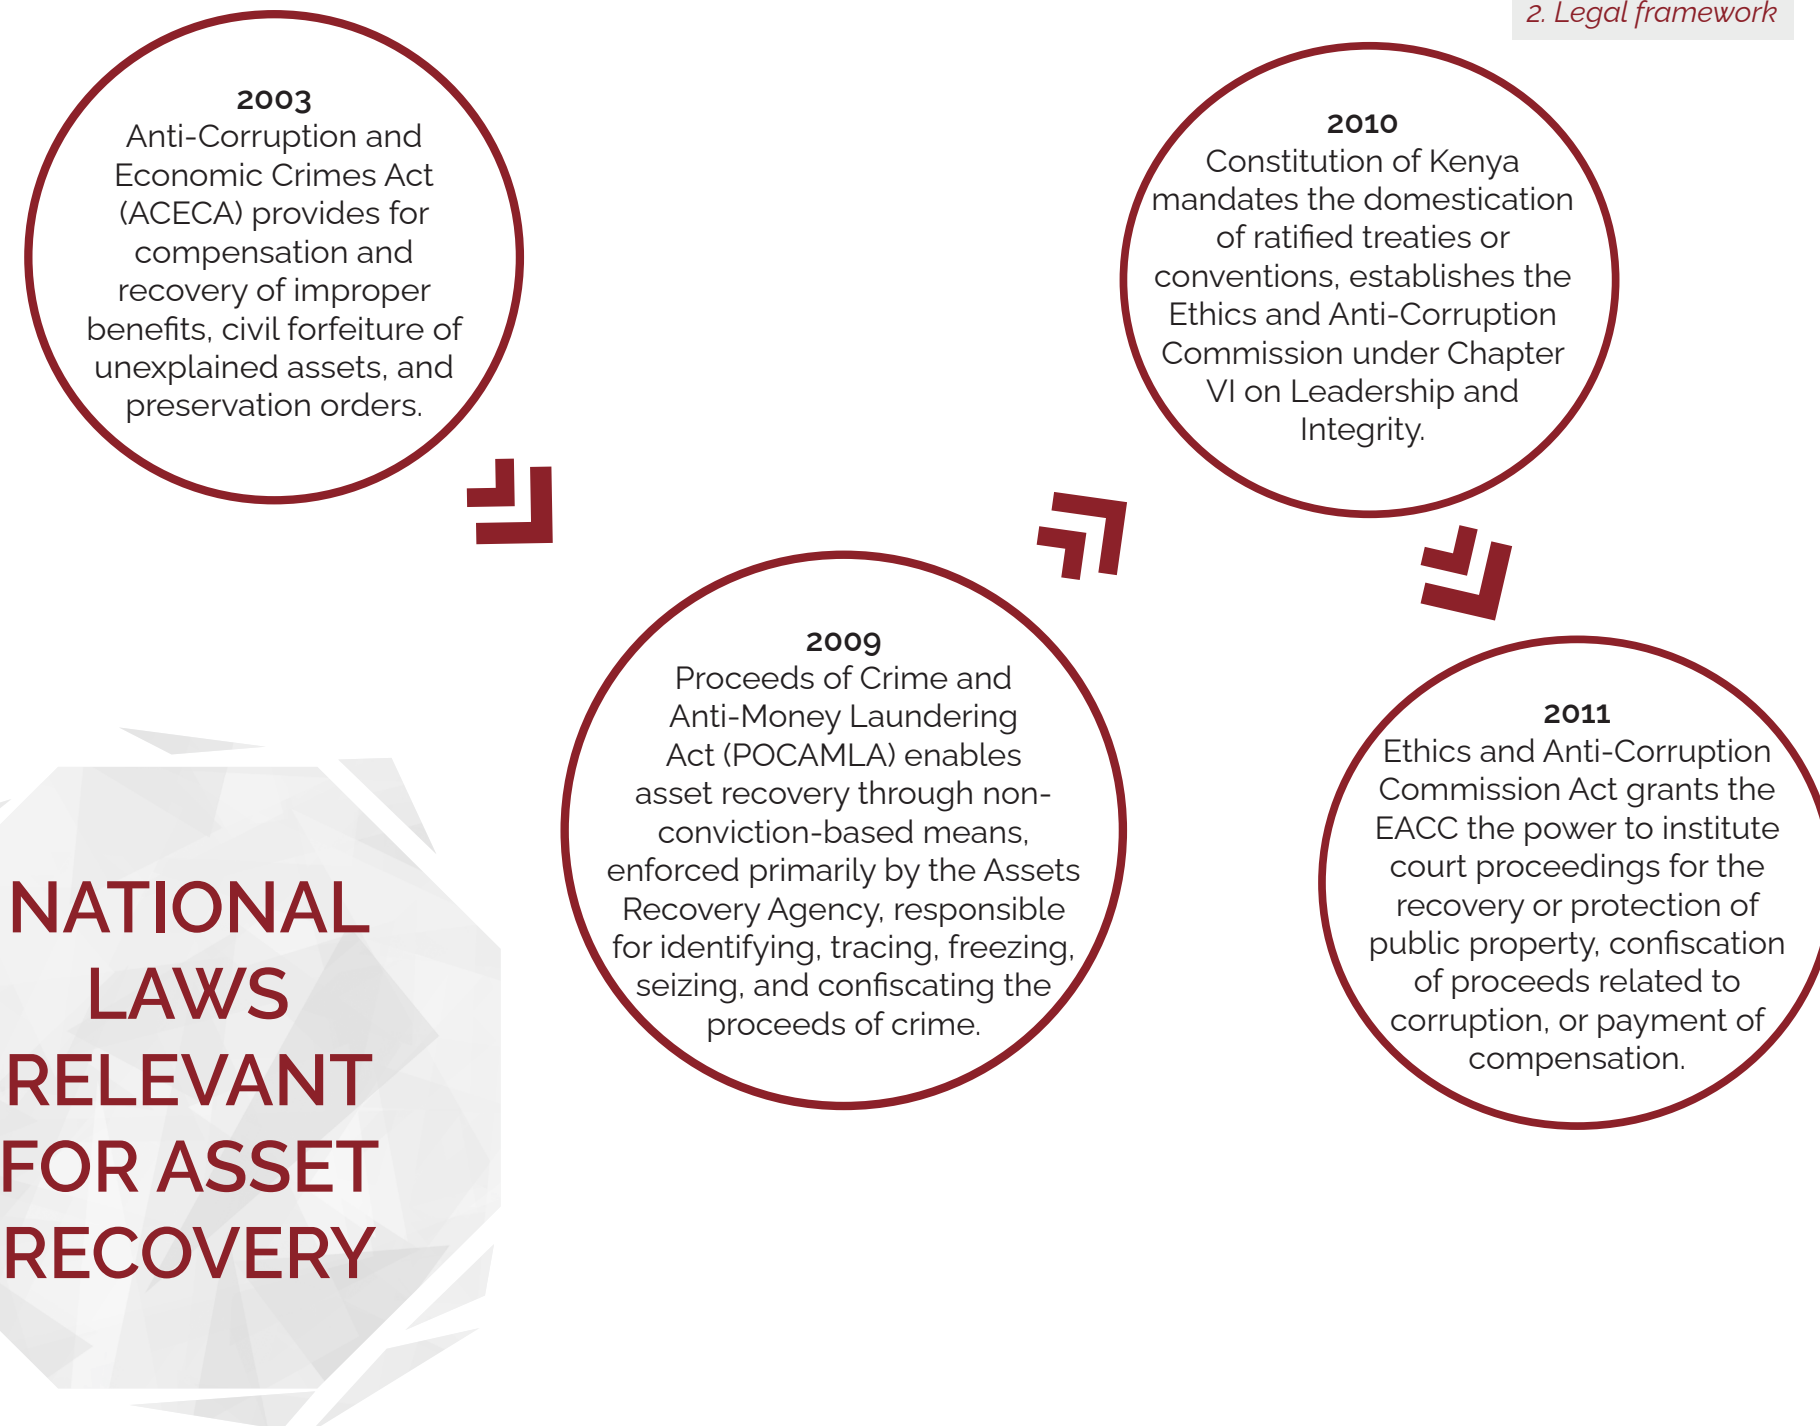 2. Legal framework
2003
Anti-Corruption and
Economic Crimes Act
(ACECA) provides for
compensation and
recovery of improper
benefits, civil forfeiture of
unexplained assets, and
preservation orders.
2009
Proceeds of Crime and
Anti-Money Laundering
Act (POCAMLA) enables
asset recovery through non-
conviction-based means,
enforced primarily by the Assets
Recovery Agency, responsible
for identifying, tracing, freezing,
seizing, and confiscating the
proceeds of crime.
2010
Constitution of Kenya
mandates the domestication
of ratified treaties or
conventions, establishes the
Ethics and Anti-Corruption
Commission under Chapter
VI on Leadership and
Integrity.
2011
Ethics and Anti-Corruption
Commission Act grants the
EACC the power to institute
court proceedings for the
recovery or protection of
public property, confiscation
of proceeds related to
corruption, or payment of
compensation.
NATIONAL
LAWS
RELEVANT
FOR ASSET
RECOVERY